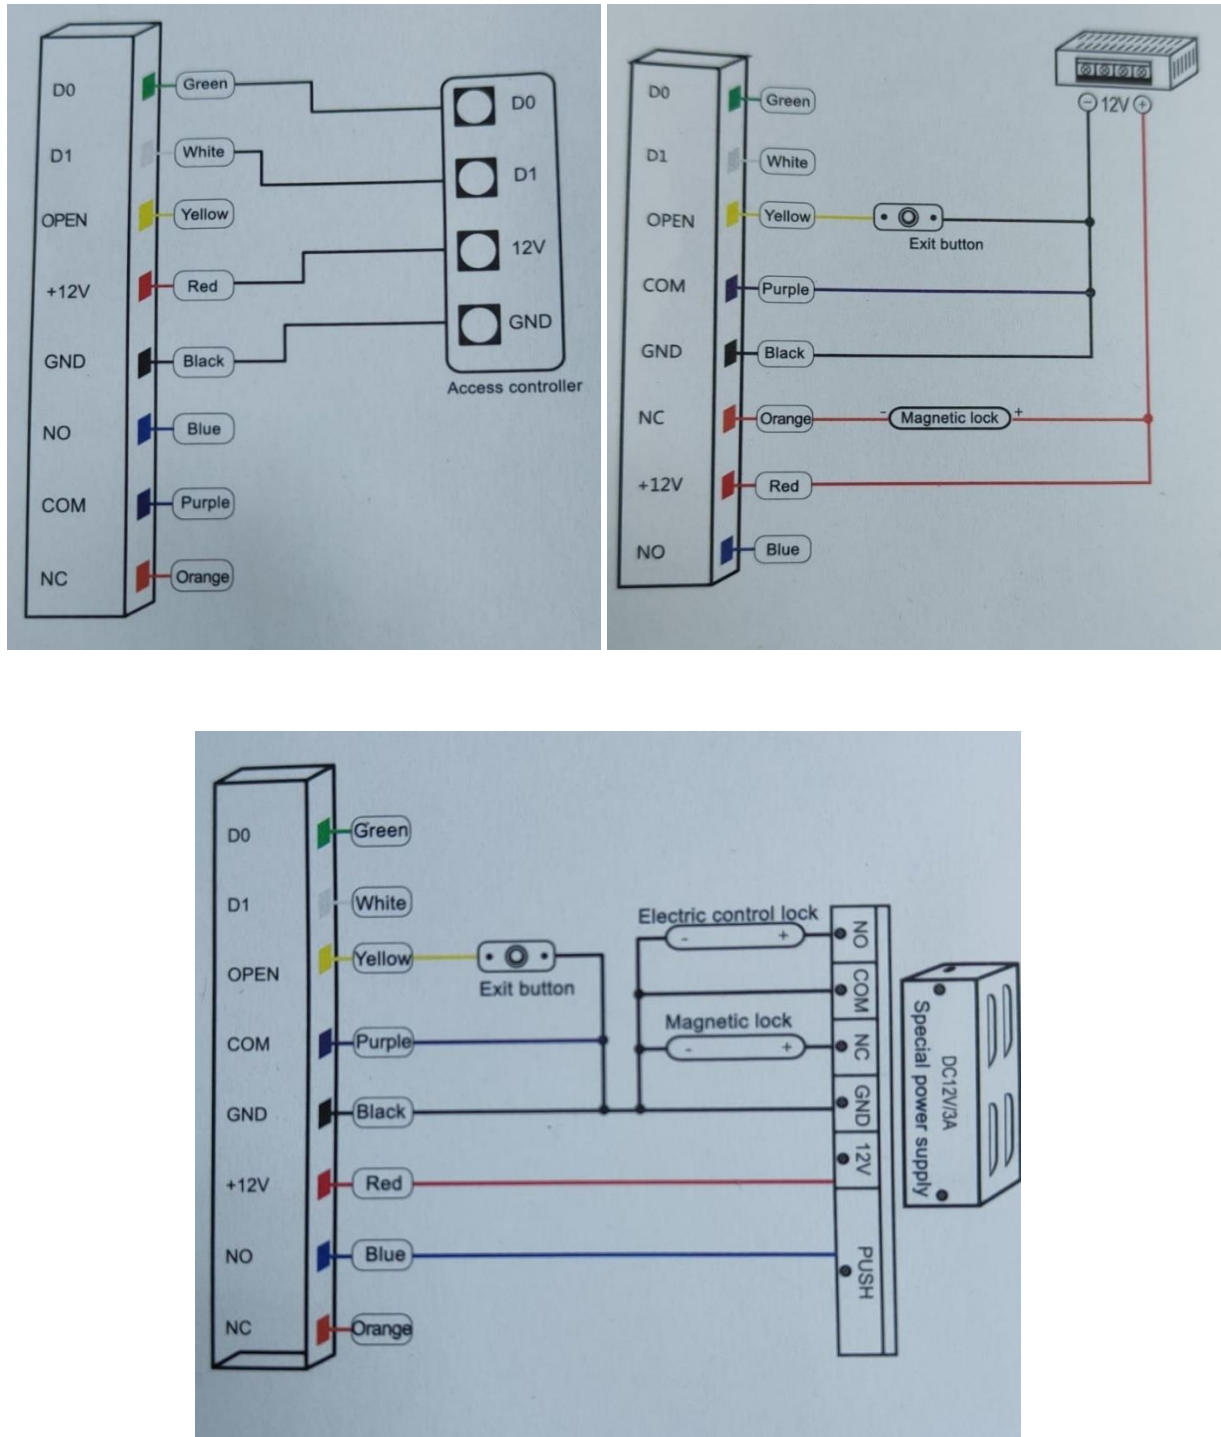 D0
Green
D0
D1
White
D1
OPEN
Yellow
12V
+12V
Red
GND
GND
Black
Access controller
NO
Blue
COM
Purple
NC
Orange
D0
Green
- 12V +
D1
White
OPEN
Yellow
Exit button
COM
Purple
GND
Black
NC
Orange
- Magnetic lock +
+12V
Red
NO
Blue
D0
Green
D1
White
Electric control lock
- +
NO
OPEN
Yellow
Exit button
COM
Magnetic lock
- +
NC
COM
Purple
GND
Black
GND
12V
DC12V/3A
Special power supply
+12V
Red
NO
Blue
PUSH
NC
Orange